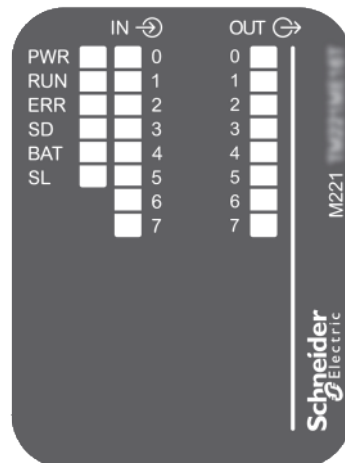 IN OUT
PWR 0 0
RUN 1 1
ERR 2 2
SD 3 3
BAT 4 4
SL 5 5
6 6
7 7
M221
Schneider
Electric